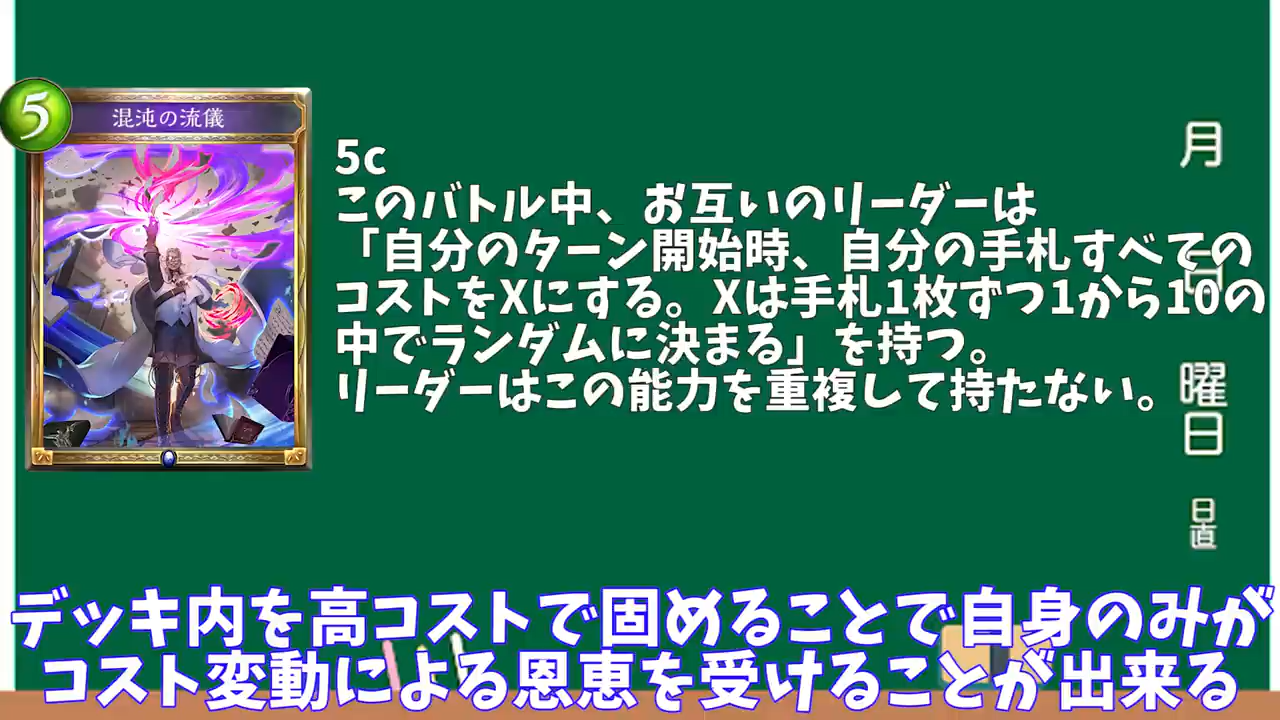 5
混沌の流儀
5c
このバトル中、お互いのリーダーは
「自分のターン開始時、自分の手札すべての
コストをXにする。Xは手札1枚ずつ1から10の
中でランダムに決まる」を持つ。
リーダーはこの能力を重複して持たない。
月
日
曜日
日直
デッキ内を高コストで固めることで自身のみが
コスト変動による恩恵を受けることが出来る